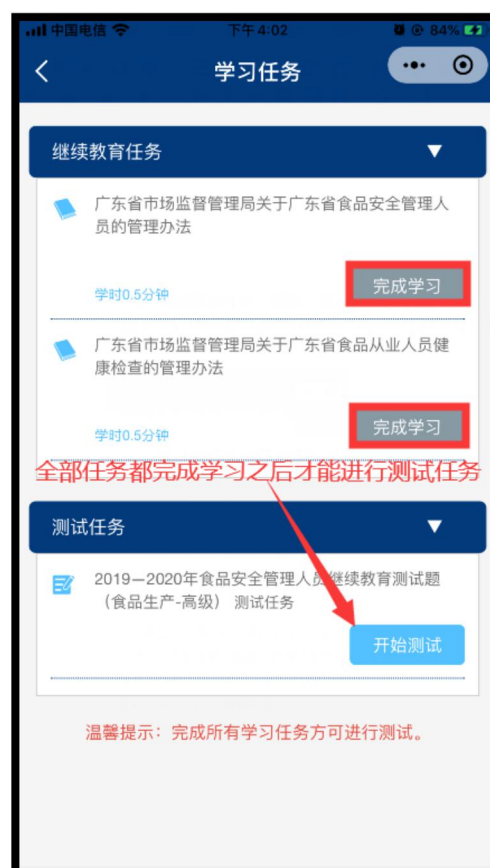 中国电信 下午4:02 84%
学习任务
继续教育任务
广东省市场监督管理局关于广东省食品安全管理人
员的管理办法
学时0.5分钟 完成学习
广东省市场监督管理局关于广东省食品从业人员健
康检查的管理办法
学时0.5分钟 完成学习
全部任务都完成学习之后才能进行测试任务
测试任务
2019—2020年食品安全管理人员继续教育测试题
（食品生产-高级） 测试任务
开始测试
温馨提示：完成所有学习任务方可进行测试。